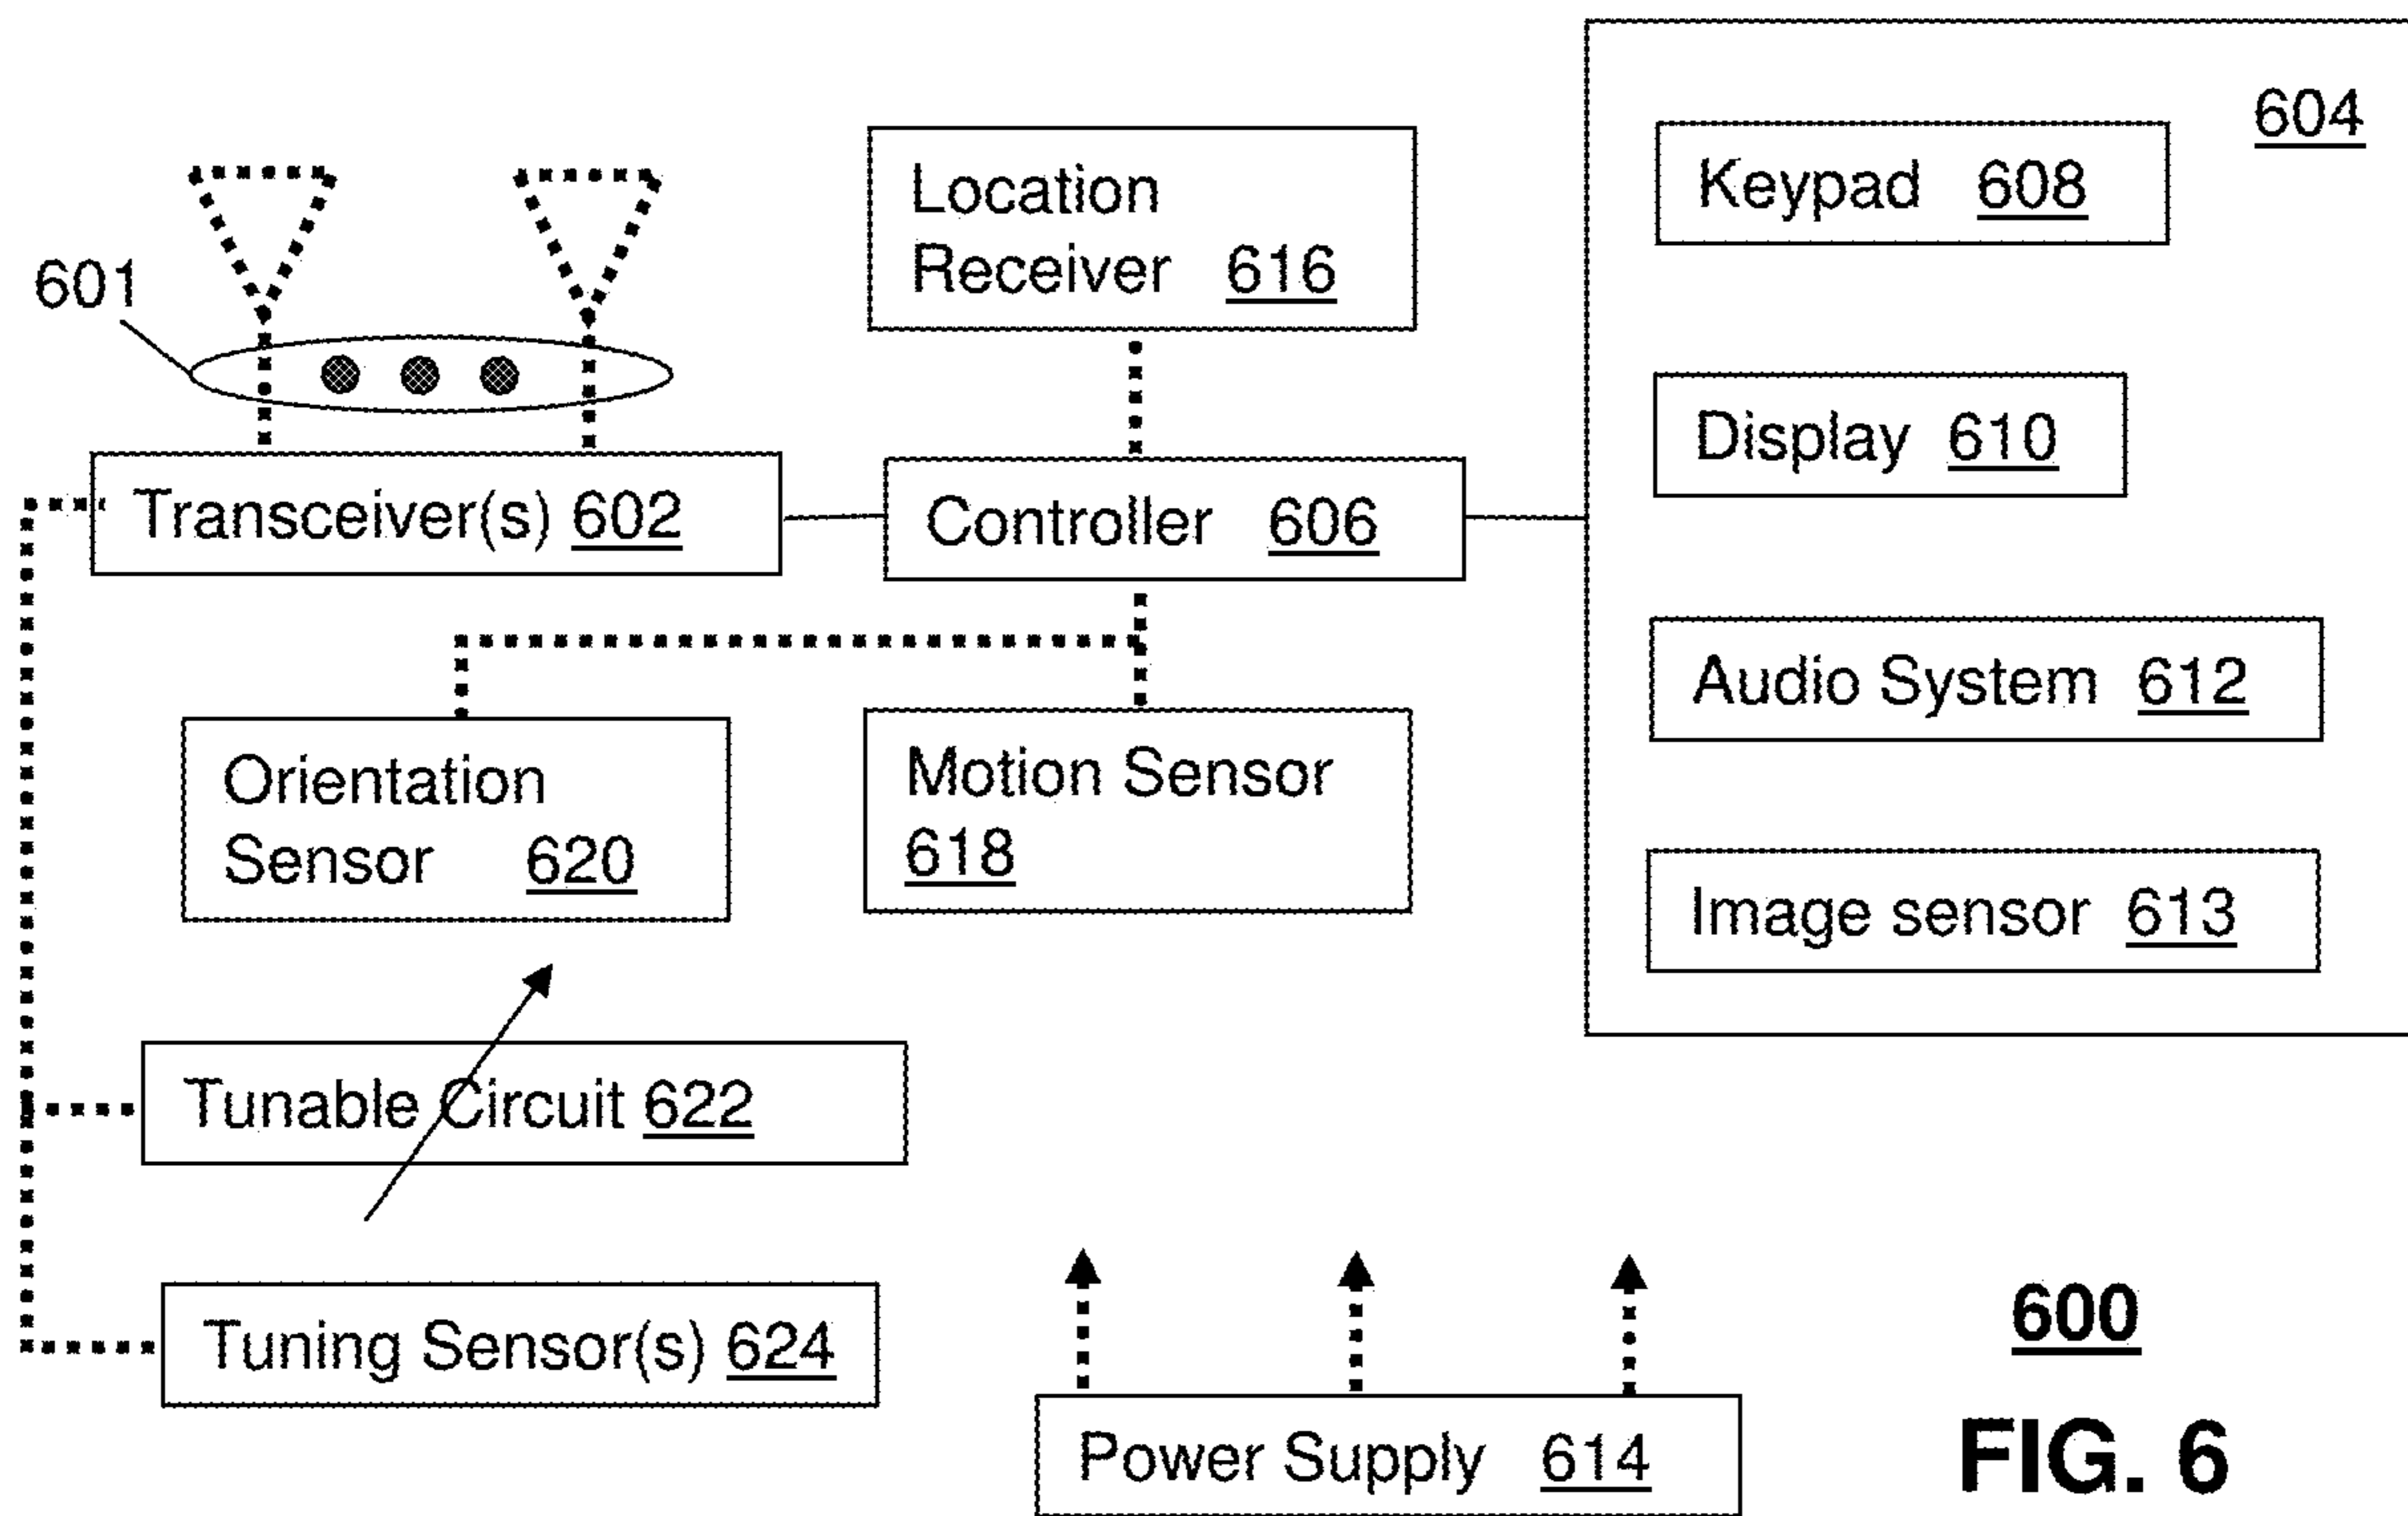 604
Keypad 608
Location
Receiver 616
601
Display 610
Transceiver(s) 602
Controller 606
Audio System 612
Orientation
Sensor 620
Motion Sensor
618
Image sensor 613
Tunable Circuit 622
Tuning Sensor(s) 624
Power Supply 614
600
FIG. 6